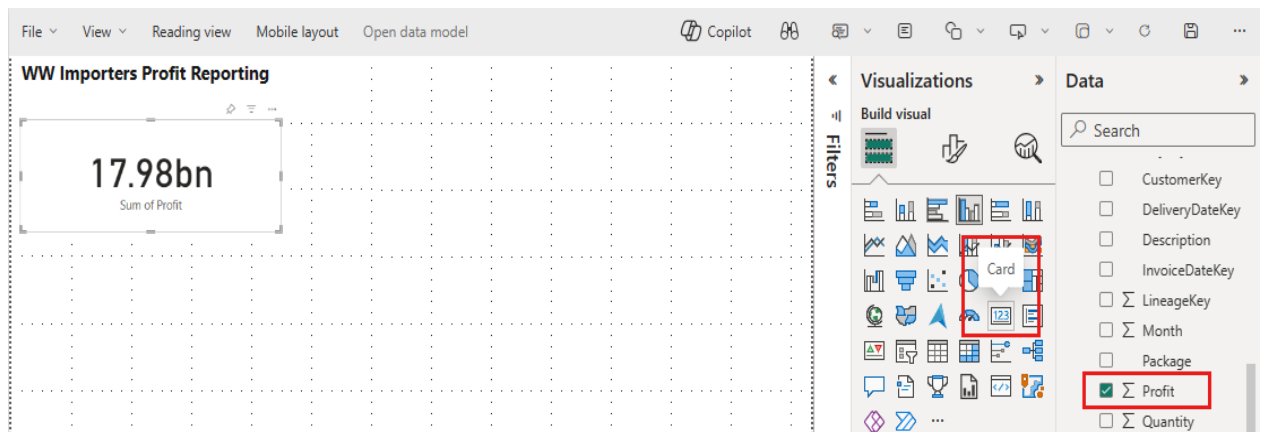 File View Reading view Mobile layout Open data model Copilot ...
WW Importers Profit Reporting
17.98bn
Sum of Profit
Filters
Visualizations
Build visual
Card
123
...
Data
Search
CustomerKey
DeliveryDateKey
Description
InvoiceDateKey
Σ LineageKey
Σ Month
Package
Σ Profit
Σ Quantity